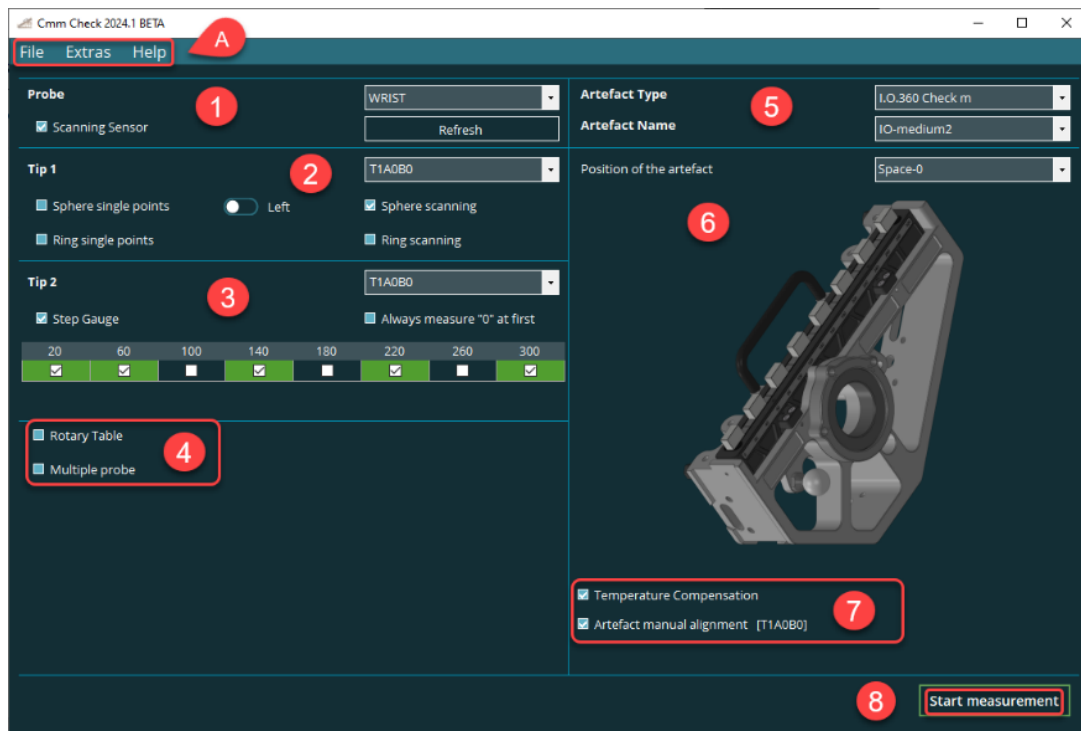 Cmm Check 2024.1 BETA
File Extras Help
A
Probe
1
WRIST
Scanning Sensor
Refresh
Tip 1
2
T1A0B0
Sphere single points
Left
Sphere scanning
Ring single points
Ring scanning
Tip 2
3
T1A0B0
Step Gauge
Always measure "0" at first
20 60 100 140 180 220 260 300
Rotary Table
4
Multiple probe
Artefact Type
5
I.O.360 Check m
Artefact Name
IO-medium2
Position of the artefact
Space-0
6
Temperature Compensation
7
Artefact manual alignment [T1A0B0]
8
Start measurement